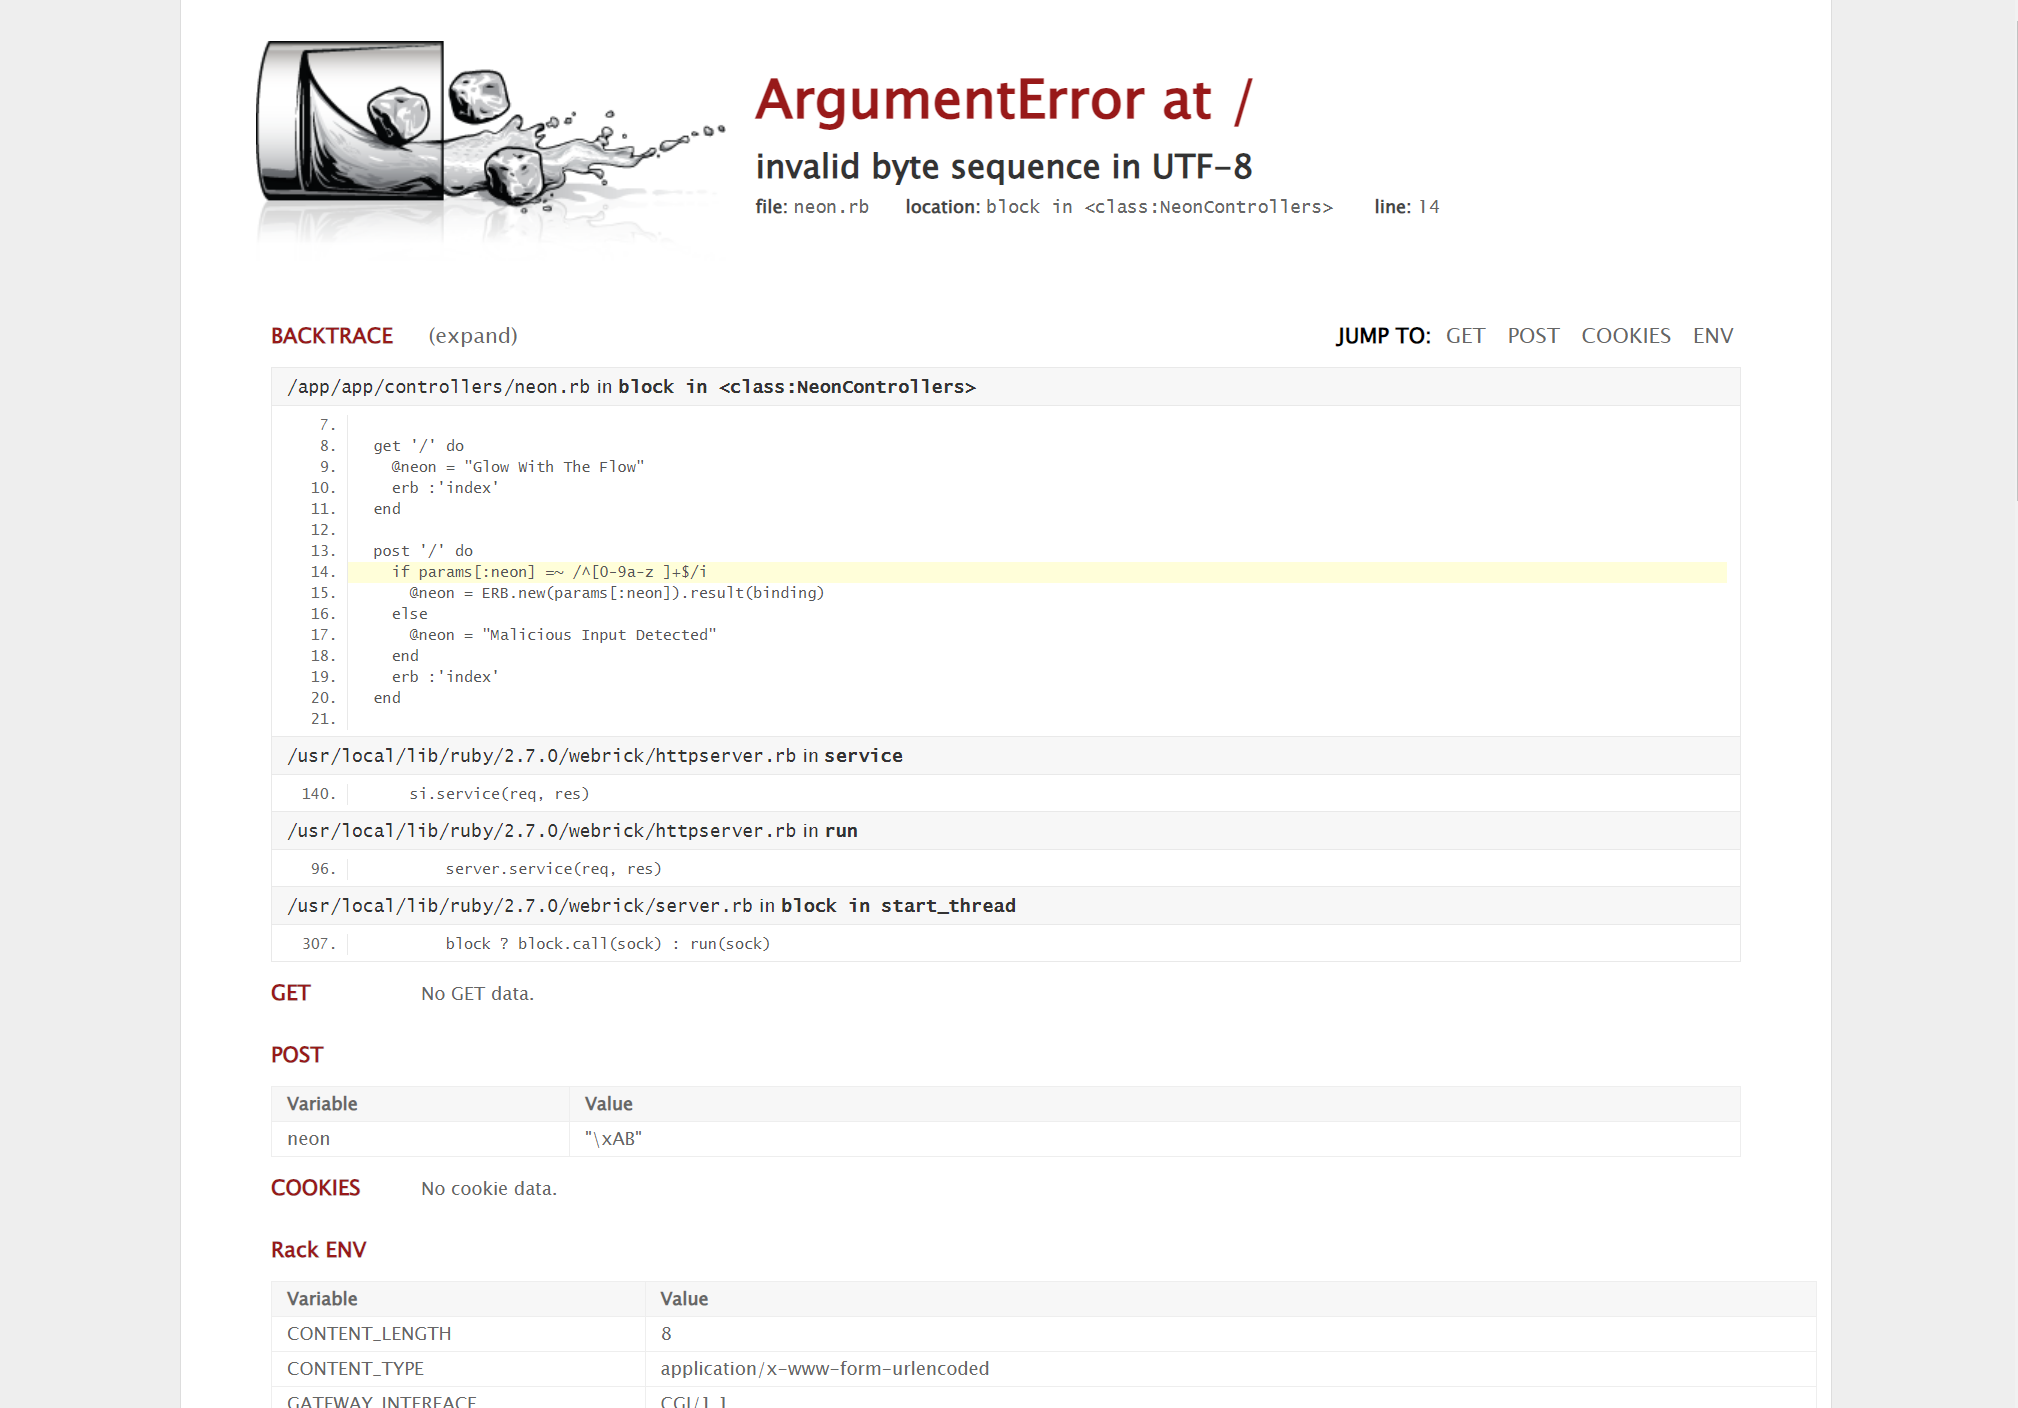 ArgumentError at /
invalid byte sequence in UTF-8
file: neon.rb location: block in <class:NeonControllers> line: 14
BACKTRACE (expand) JUMP TO: GET POST COOKIES ENV
/app/app/controllers/neon.rb in block in <class:NeonControllers>
7.
8. get '/' do
9. @neon = "Glow With The Flow"
10. erb :'index'
11. end
12.
13. post '/' do
14. if params[:neon] =~ /^[0-9a-z ]+$/i
15. @neon = ERB.new(params[:neon]).result(binding)
16. else
17. @neon = "Malicious Input Detected"
18. end
19. erb :'index'
20. end
21.
/usr/local/lib/ruby/2.7.0/webrick/httpserver.rb in service
140. si.service(req, res)
/usr/local/lib/ruby/2.7.0/webrick/httpserver.rb in run
96. server.service(req, res)
/usr/local/lib/ruby/2.7.0/webrick/server.rb in block in start_thread
307. block ? block.call(sock) : run(sock)
GET No GET data.
POST
Variable Value
neon "\xAB"
COOKIES No cookie data.
Rack ENV
Variable Value
CONTENT_LENGTH 8
CONTENT_TYPE application/x-www-form-urlencoded
GATEWAY_INTERFACE CGI/1.1